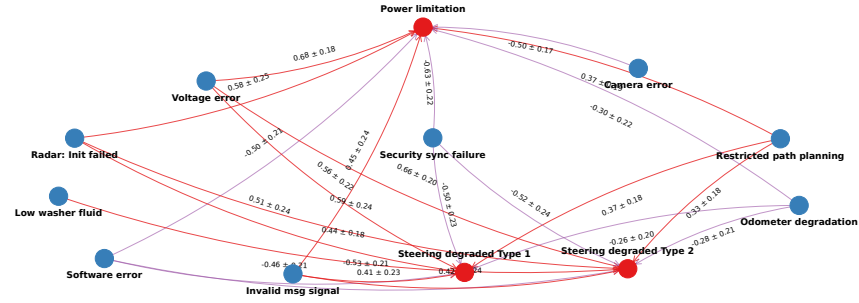 Power limitation
-0.50 ± 0.17
0.68 ± 0.18
0.58 ± 0.25
-0.63 ± 0.22
0.37
Camera error
Voltage error
-0.30 ± 0.22
-0.50 ± 0.21
0.45 ± 0.24
Radar: Init failed
Security sync failure
Restricted path planning
0.56 ± 0.22
0.66 ± 0.20
0.51 ± 0.24
0.59 ± 0.24
-0.50 ± 0.23
-0.52 ± 0.24
0.37 ± 0.18
0.33 ± 0.18
Low washer fluid
Odometer degradation
0.44 ± 0.18
-0.26 ± 0.20
-0.28 ± 0.21
Steering degraded Type 1
Steering degraded Type 2
Software error
-0.46 ±
-0.53 ± 0.21
0.41 ± 0.23
Invalid msg signal